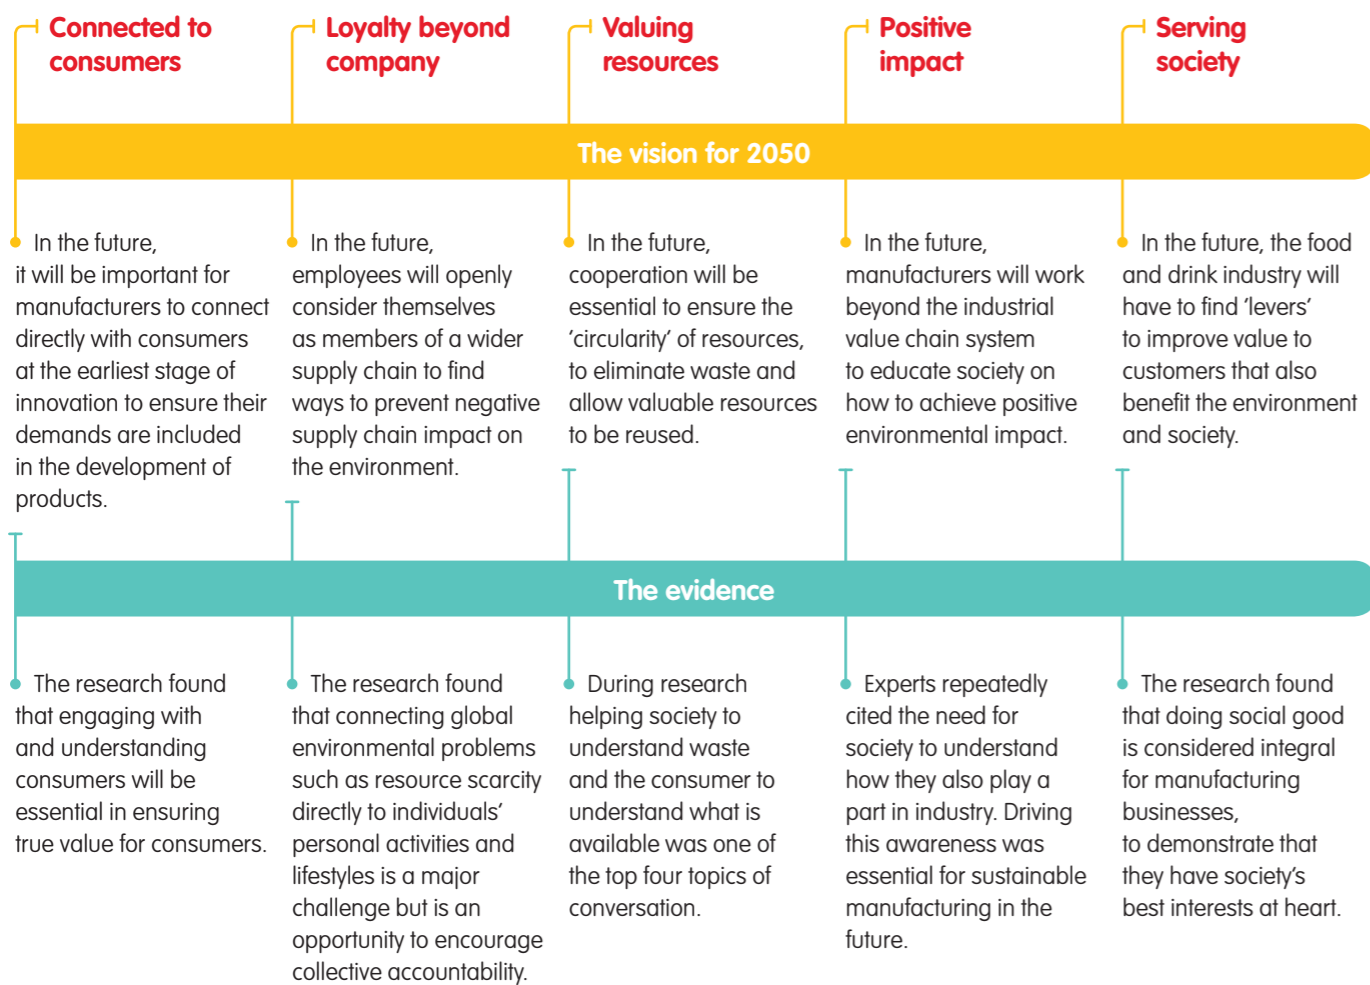 Connected to
consumers
Loyalty beyond
company
Valuing
resources
Positive
impact
Serving
society
The vision for 2050
In the future,
it will be important for
manufacturers to connect
directly with consumers
at the earliest stage of
innovation to ensure their
demands are included
in the development of
products.
In the future,
employees will openly
consider themselves
as members of a wider
supply chain to find
ways to prevent negative
supply chain impact on
the environment.
In the future,
cooperation will be
essential to ensure the
‘circularity’ of resources,
to eliminate waste and
allow valuable resources
to be reused.
In the future,
manufacturers will work
beyond the industrial
value chain system
to educate society on
how to achieve positive
environmental impact.
In the future, the food
and drink industry will
have to find ‘levers’
to improve value to
customers that also
benefit the environment
and society.
The evidence
The research found
that engaging with
and understanding
consumers will be
essential in ensuring
true value for consumers.
The research found
that connecting global
environmental problems
such as resource scarcity
directly to individuals’
personal activities and
lifestyles is a major
challenge but is an
opportunity to encourage
collective accountability.
During research
helping society to
understand waste
and the consumer to
understand what is
available was one of
the top four topics of
conversation.
Experts repeatedly
cited the need for
society to understand
how they also play a
part in industry. Driving
this awareness was
essential for sustainable
manufacturing in the
future.
The research found
that doing social good
is considered integral
for manufacturing
businesses,
to demonstrate that
they have society’s
best interests at heart.